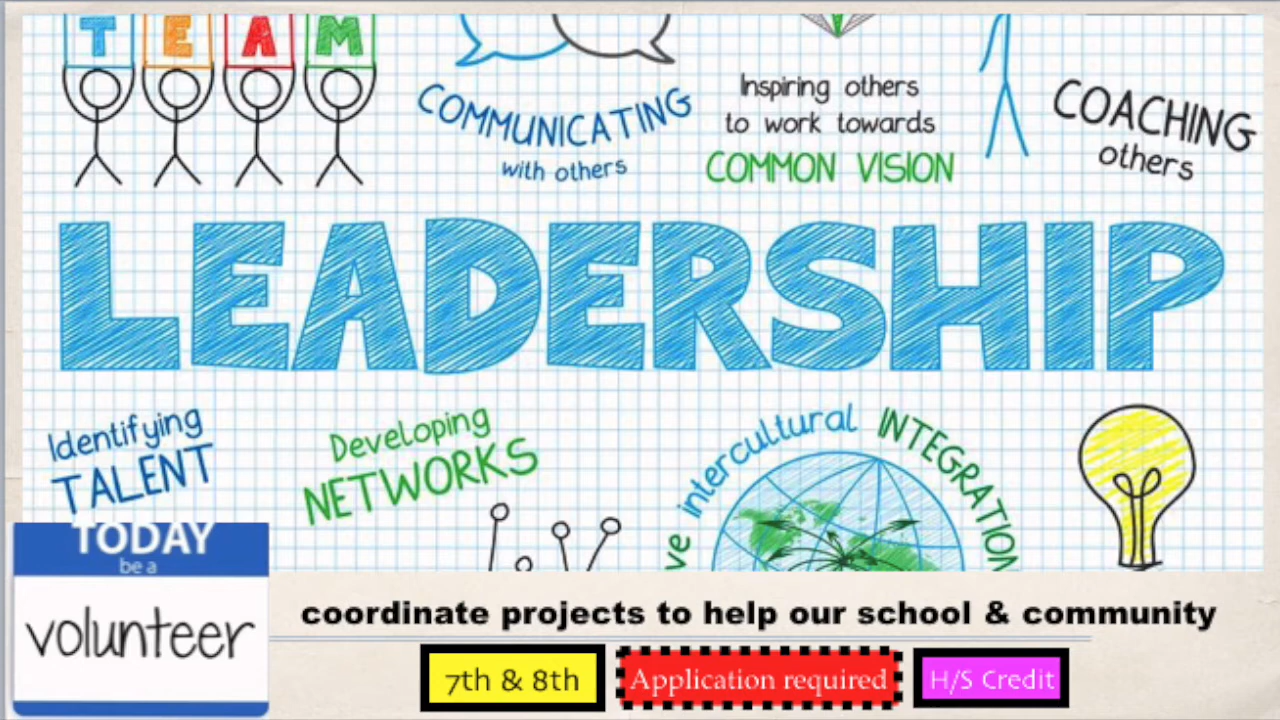 TEAM
COMMUNICATING
with others
Inspiring others
to work towards
COMMON VISION
COACHING
others
LEADERSHIP
Identifying
TALENT
Developing
NETWORKS
intercultural INTEGRATION
TODAY
be a
volunteer
coordinate projects to help our school & community
7th & 8th
Application required
H/S Credit